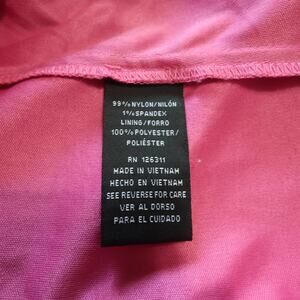 99%NYLON/NILÓN
1%SPANDEX
LINING/FORRO
100%POLYESTER/
POLIÉSTER
RN 126311
MADE IN VIETNAM
HECHO EN VIETNAM
SEE REVERSE FOR CARE
VER AL DORSO
PARA EL CUIDADO